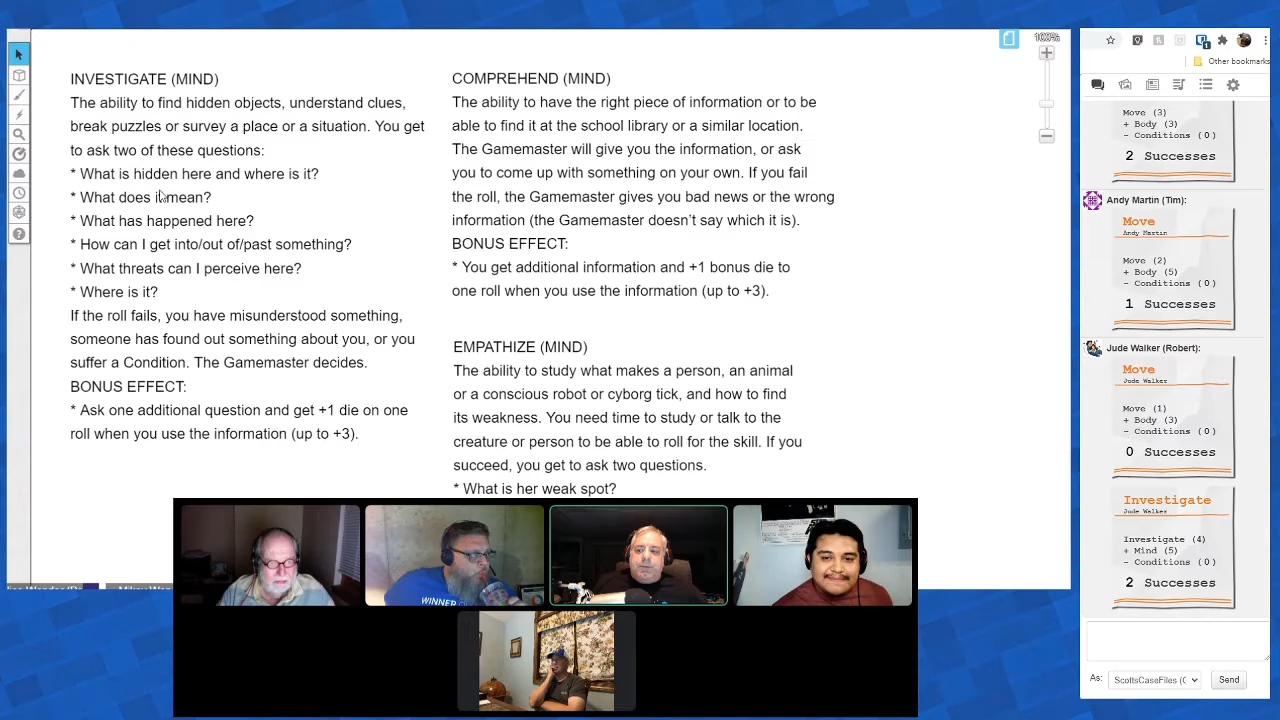 INVESTIGATE (MIND)
The ability to find hidden objects, understand clues,
break puzzles or survey a place or a situation. You get
to ask two of these questions:
* What is hidden here and where is it?
* What does it mean?
* What has happened here?
* How can I get into/out of/past something?
* What threats can I perceive here?
* Where is it?
If the roll fails, you have misunderstood something,
someone has found out something about you, or you
suffer a Condition. The Gamemaster decides.
BONUS EFFECT:
* Ask one additional question and get +1 die on one
roll when you use the information (up to +3).
COMPREHEND (MIND)
The ability to have the right piece of information or to be
able to find it at the school library or a similar location.
The Gamemaster will give you the information, or ask
you to come up with something on your own. If you fail
the roll, the Gamemaster gives you bad news or the wrong
information (the Gamemaster doesn't say which it is).
BONUS EFFECT:
* You get additional information and +1 bonus die to
one roll when you use the information (up to +3).
EMPATHIZE (MIND)
The ability to study what makes a person, an animal
or a conscious robot or cyborg tick, and how to find
its weakness. You need time to study or talk to the
creature or person to be able to roll for the skill. If you
succeed, you get to ask two questions.
* What is her weak spot?
WINNER
100%
Other bookmarks
Move (3)
+ Body (3)
- Conditions (0)
2 Successes
Andy Martin (Tim):
Move
Andy Martin
Move (2)
+ Body (5)
- Conditions (0)
1 Successes
Jude Walker (Robert):
Move
Jude Walker
Move (1)
+ Body (3)
- Conditions (0)
0 Successes
Investigate
Jude Walker
Investigate (4)
+ Mind (5)
- Conditions (0)
2 Successes
As: ScottsCaseFiles (
Send